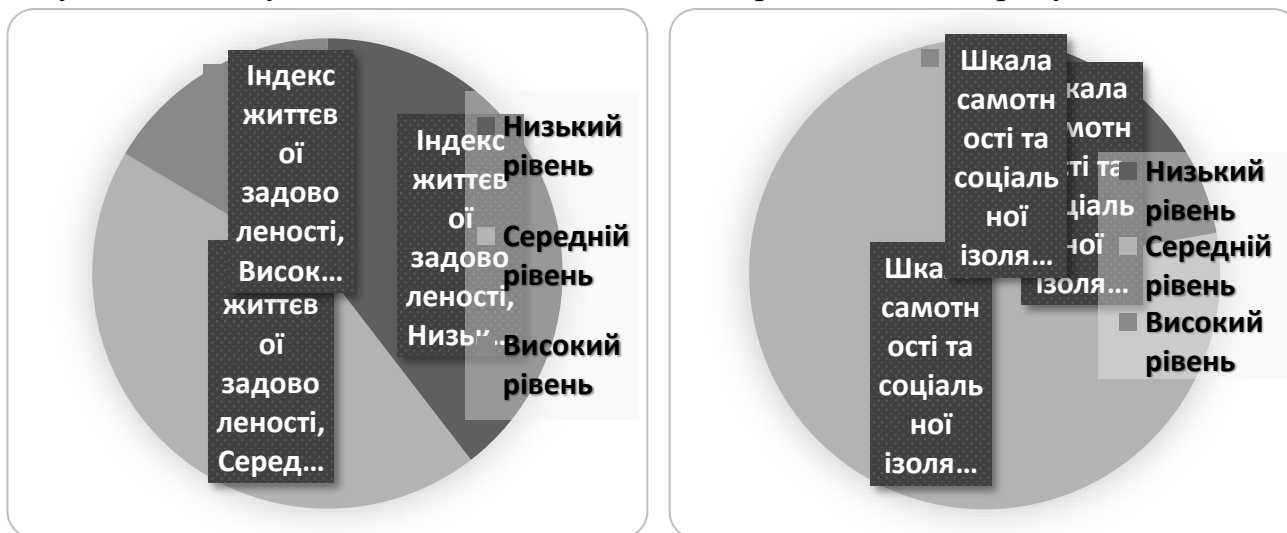 Індекс
життєв
ої
задово
леності,
Висок…
Індекс
життєв
ої
задово
леності,
життєв
ої
задово
леності,
Серед…
Низький
рівень
Середній
рівень
Високий
рівень
Шкала
самотн
ості та
соціаль
ної
ізоля…
ізоля…
самотн
ості та
соціаль
ної
ізоля…
Низький
рівень
Середній
рівень
Високий
рівень